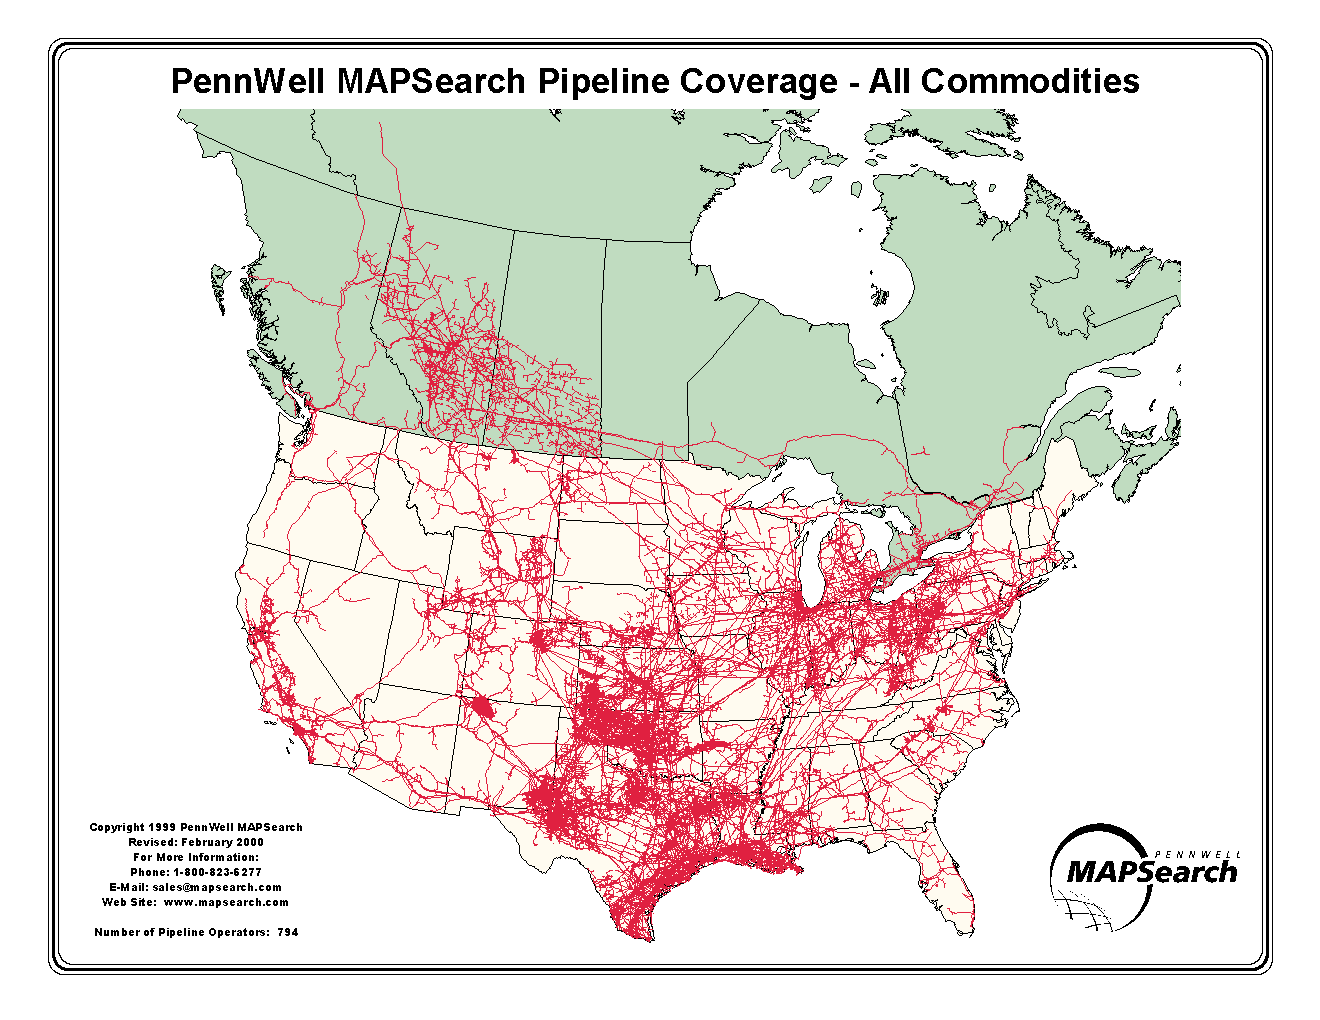 PennWell MAPSearch Pipeline Coverage - All Commodities
Copyright 1999 PennWell MAPSearch
Revised: February 2000
For More Information:
Phone: 1-800-823-6277
E-Mail: sales@mapsearch.com
Web Site: www.mapsearch.com
Number of Pipeline Operators: 794
PENNWELL
MAPSearch